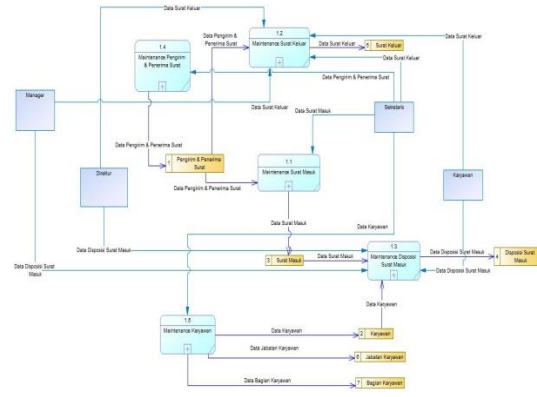 Data Surat Keluar
1.2
Maintenance Surat Keluar
Data Pengirim &
Penerima Surat
Data Surat Keluar
5 Surat Keluar
Data Surat Keluar
1.4
Maintenance Pengirim
& Penerima Surat
Data Surat Keluar
Data Pengirim & Penerima Surat
Manager
Data Surat Keluar
Sekretaris
Data Surat Masuk
Data Pengirim & Penerima Surat
1 Pengirim & Penerima
Surat
1.1
Maintenance Surat Masuk
Direktur
Karyawan
Data Pengirim & Penerima Surat
Data Surat Masuk
Data Karyawan
Data Disposisi Surat Masuk
1.3
Maintenance Disposisi
Surat Masuk
Data Surat Masuk
Data Disposisi Surat Masuk
4 Disposisi Surat
Masuk
3 Surat Masuk
Data Disposisi Surat
Masuk
Data Disposisi Surat Masuk
Data Karyawan
Maintenance Karyawan
Data Karyawan
2 Karyawan
Data Jabatan Karyawan
6 Jabatan Karyawan
Data Bagian Karyawan
7 Bagian Karyawan